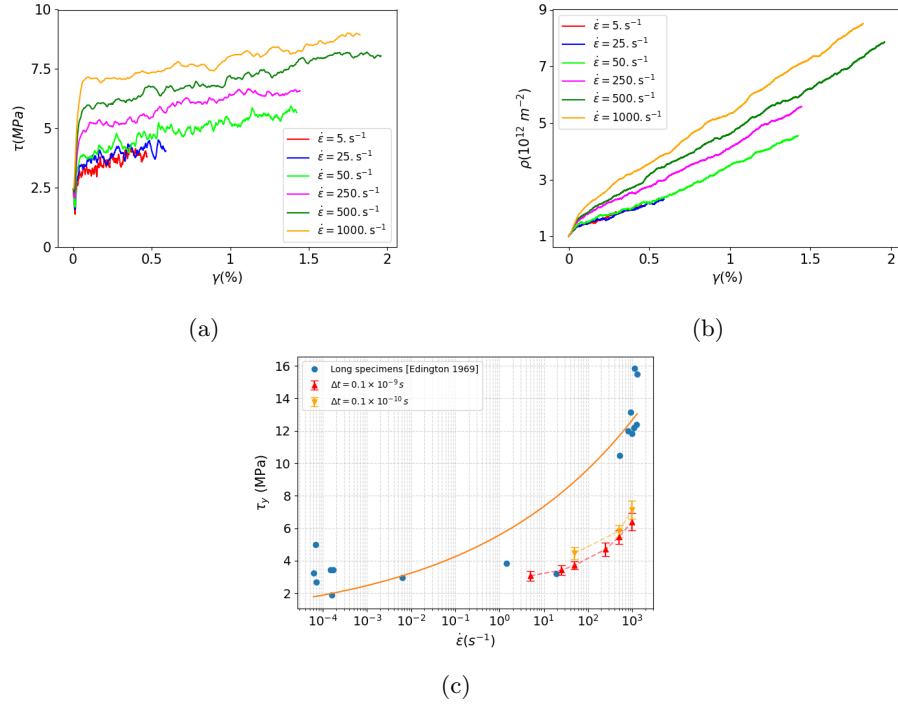 10
7.5
5
2.5
0
τ(MPa)
0
0.5
1
1.5
2
γ(%)
ε̇ = 5. s⁻¹
ε̇ = 25. s⁻¹
ε̇ = 50. s⁻¹
ε̇ = 250. s⁻¹
ε̇ = 500. s⁻¹
ε̇ = 1000. s⁻¹
(a)
9
7
5
3
1
ρ(10¹² m⁻²)
0
0.5
1
1.5
2
γ(%)
ε̇ = 5. s⁻¹
ε̇ = 25. s⁻¹
ε̇ = 50. s⁻¹
ε̇ = 250. s⁻¹
ε̇ = 500. s⁻¹
ε̇ = 1000. s⁻¹
(b)
16
14
12
10
8
6
4
2
τ_y (MPa)
Long specimens [Edington 1969]
Δt = 0.1 × 10⁻⁹ s
Δt = 0.1 × 10⁻¹⁰ s
10⁻⁴
10⁻³
10⁻²
10⁻¹
10⁰
10¹
10²
10³
ε̇(s⁻¹)
(c)